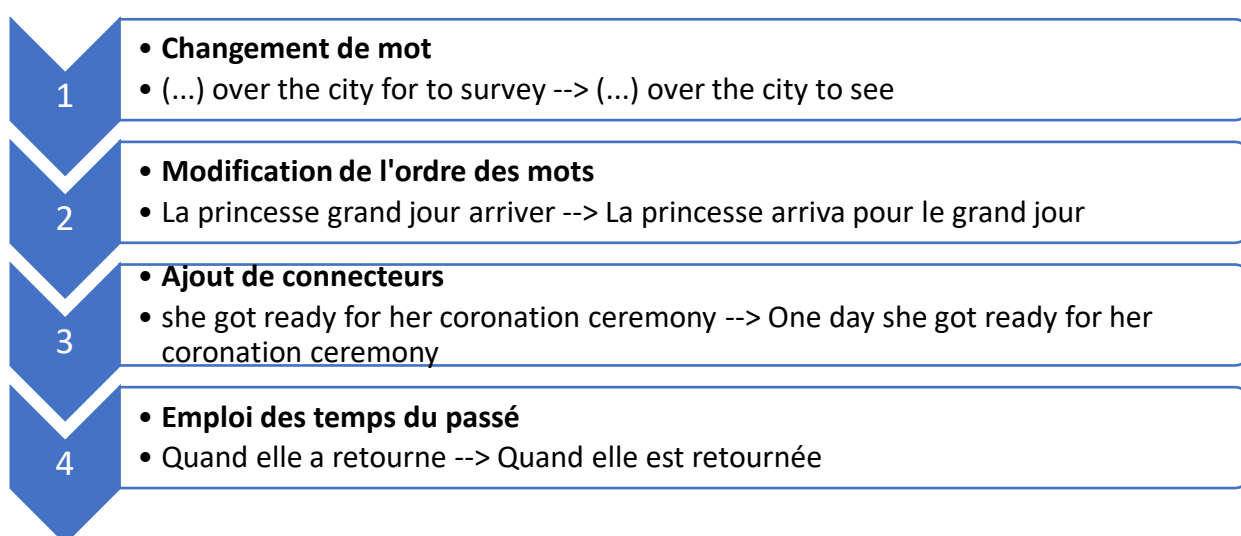 1
• Changement de mot
• (...) over the city for to survey --> (...) over the city to see
2
• Modification de l'ordre des mots
• La princesse grand jour arriver --> La princesse arriva pour le grand jour
3
• Ajout de connecteurs
• she got ready for her coronation ceremony --> One day she got ready for her
coronation ceremony
4
• Emploi des temps du passé
• Quand elle a retourne --> Quand elle est retournée